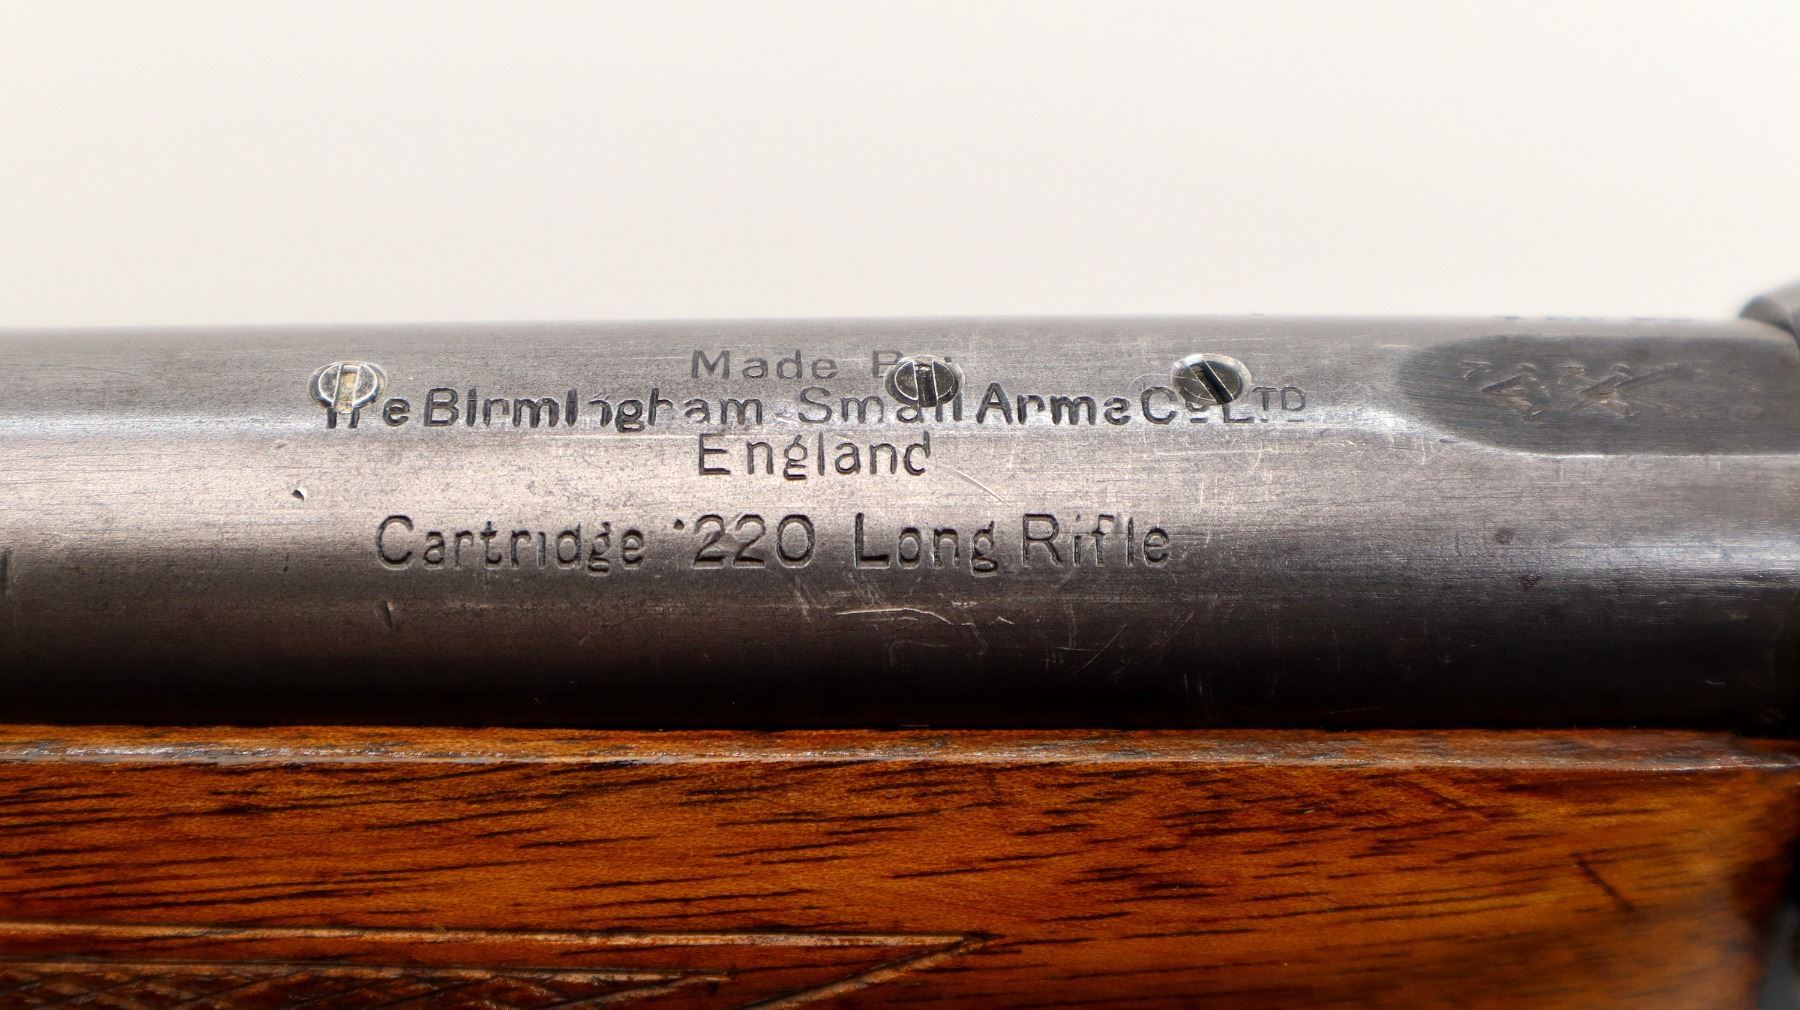 Made By
The Birmingham Small Arms Co LTD
England
Cartridge ·220 Long Rifle